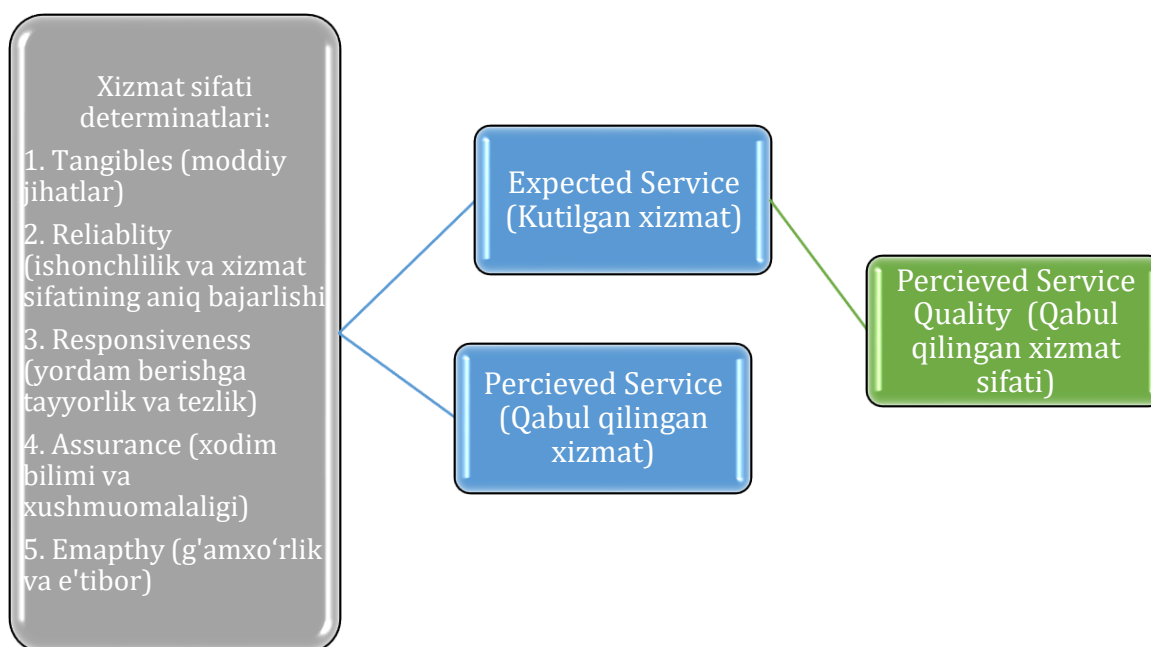 Xizmat sifati
determinatlari:
1. Tangibles (moddiy
jihatlar)
2. Reliablity
(ishonchlilik va xizmat
sifatining aniq bajarlishi
3. Responsiveness
(yordam berishga
tayyorlik va tezlik)
4. Assurance (xodim
bilimi va
xushmuomalaligi)
5. Emapthy (g'amxo‘rlik
va e'tibor)
Expected Service
(Kutilgan xizmat)
Percieved Service
(Qabul qilingan
xizmat)
Percieved Service
Quality (Qabul
qilingan xizmat
sifati)